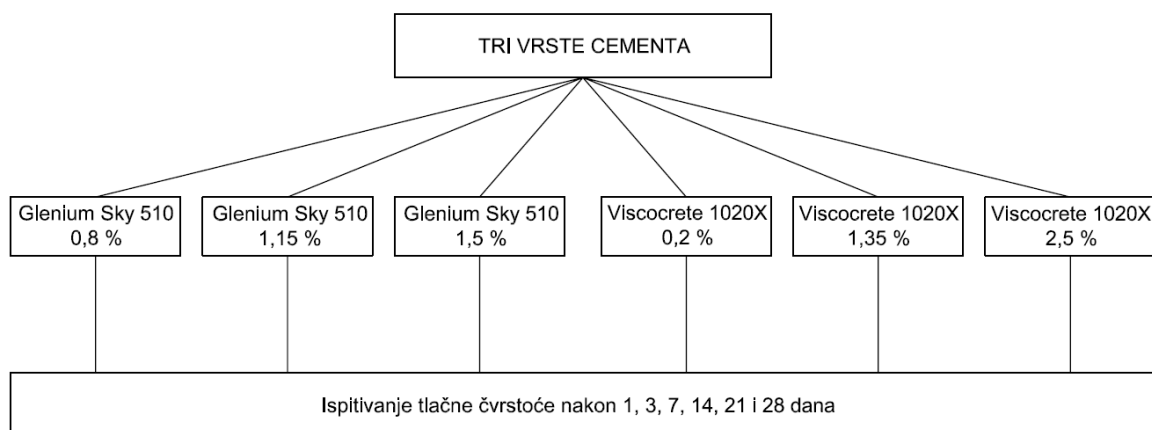 TRI VRSTE CEMENTA
Glenium Sky 510
0,8 %
Glenium Sky 510
1,15 %
Glenium Sky 510
1,5 %
Viscocrete 1020X
0,2 %
Viscocrete 1020X
1,35 %
Viscocrete 1020X
2,5 %
Ispitivanje tlačne čvrstoće nakon 1, 3, 7, 14, 21 i 28 dana